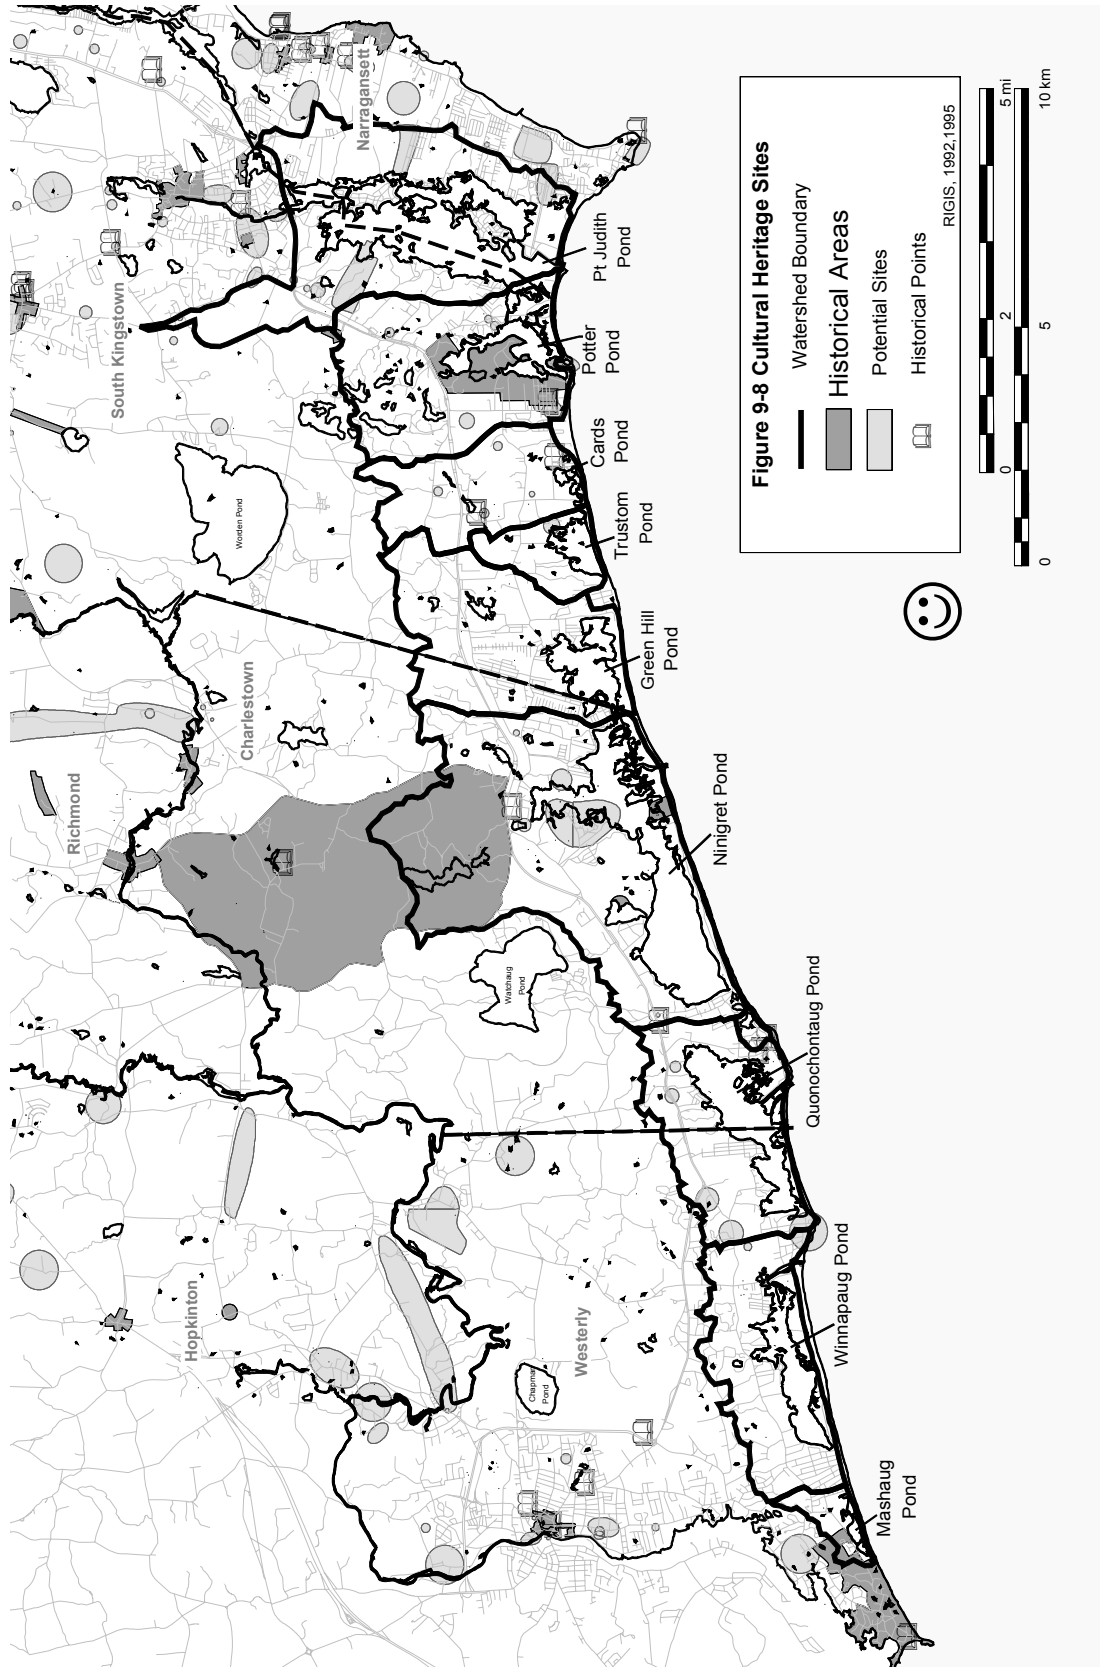 Figure 9-8 Cultural Heritage Sites
Watershed Boundary
Historical Areas
Potential Sites
Historical Points
RIGIS, 1992,1995
0
2
5 mi
0
5
10 km
Narragansett
South Kingstown
Charlestown
Richmond
Hopkinton
Westerly
Worden Pond
Watchaug
Pond
Chapman
Pond
Pt Judith
Pond
Potter
Pond
Cards
Pond
Trustom
Pond
Green Hill
Pond
Ninigret Pond
Quonochontaug Pond
Winnapaug Pond
Mashaug
Pond